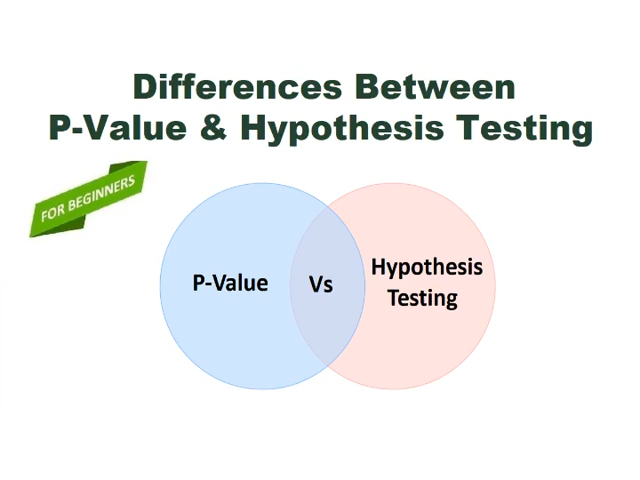 Differences Between
P-Value & Hypothesis Testing
FOR BEGINNERS
P-Value
Vs
Hypothesis
Testing